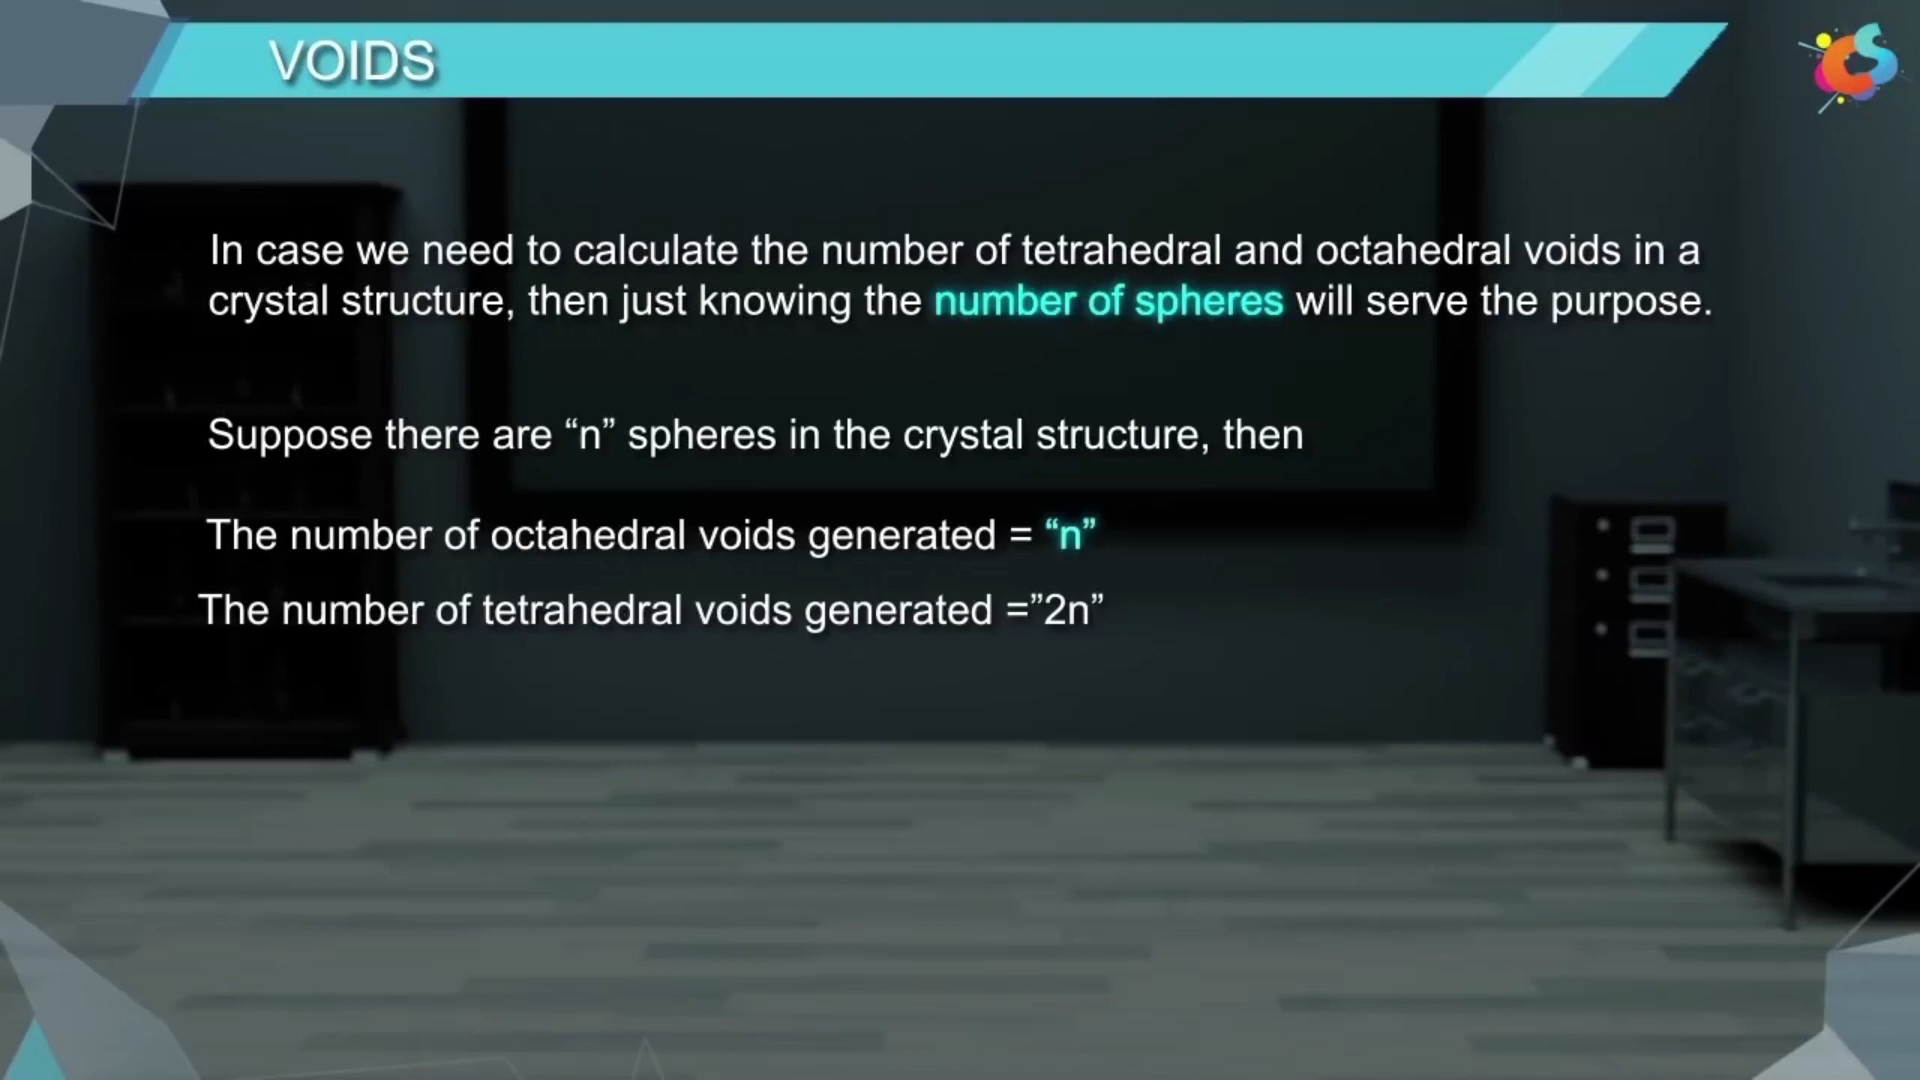 VOIDS
In case we need to calculate the number of tetrahedral and octahedral voids in a
crystal structure, then just knowing the number of spheres will serve the purpose.
Suppose there are “n” spheres in the crystal structure, then
The number of octahedral voids generated = “n”
The number of tetrahedral voids generated =”2n”
CS